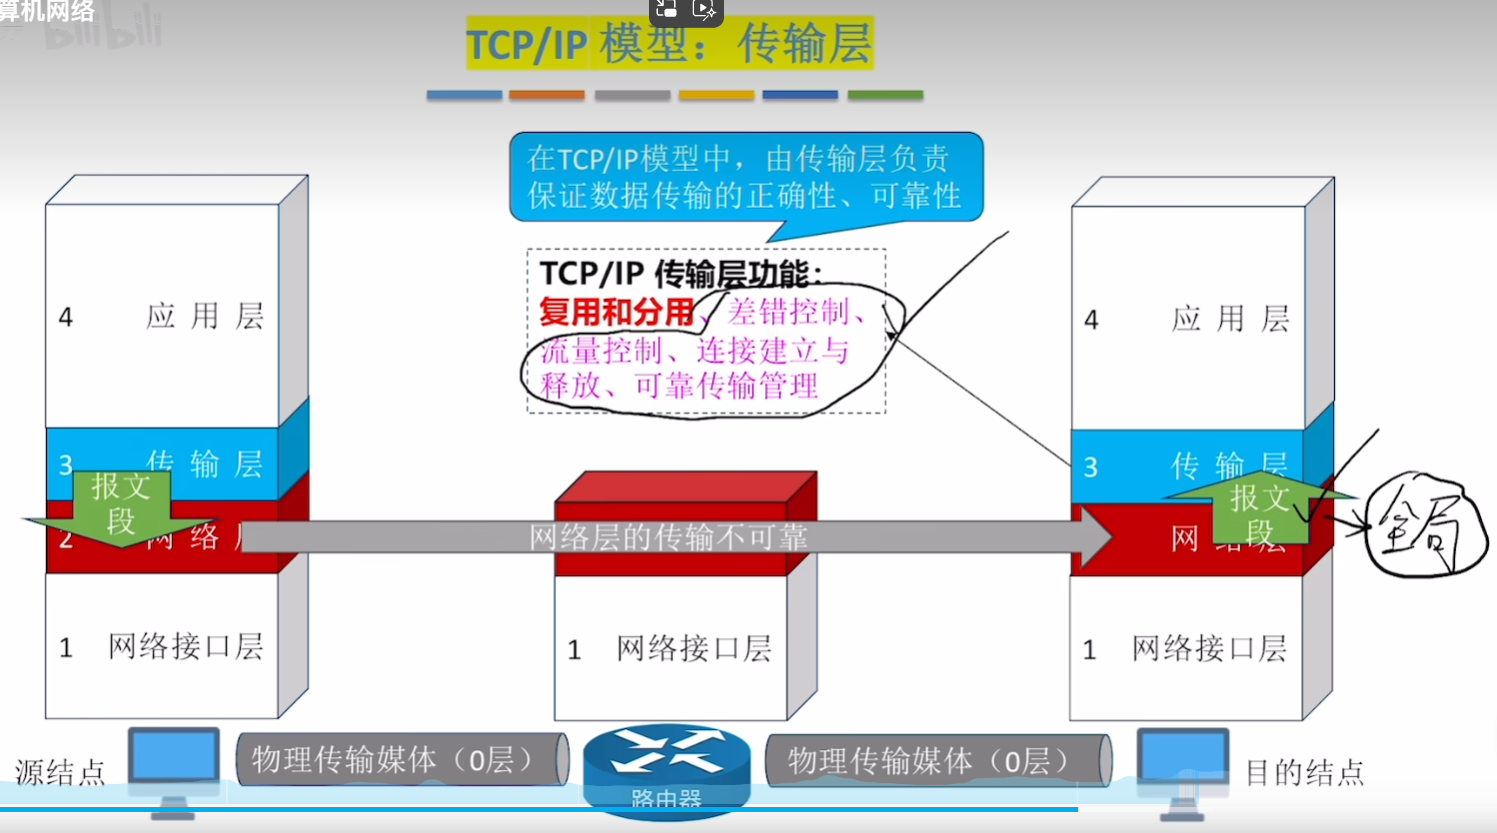 算机网络
bilibili
TCP/IP 模型：传输层
在TCP/IP模型中，由传输层负责
保证数据传输的正确性、可靠性
TCP/IP 传输层功能：
复用和分用、差错控制、
流量控制、连接建立与
释放、可靠传输管理
4 应用层
3 传输层
报文
段
2 网络层
1 网络接口层
网络层的传输不可靠
1 网络接口层
4 应用层
3 传输层
报文
段
网络层
1 网络接口层
全局
源结点
物理传输媒体（0层）
路由器
物理传输媒体（0层）
目的结点